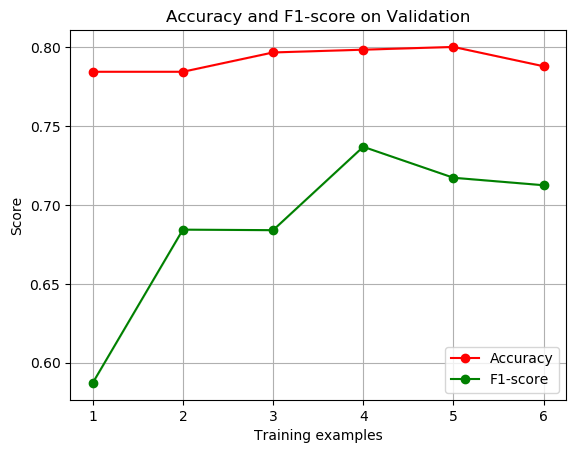 Accuracy and F1-score on Validation
0.80
0.75
0.70
0.65
0.60
Score
1 2 3 4 5 6
Training examples
Accuracy
F1-score